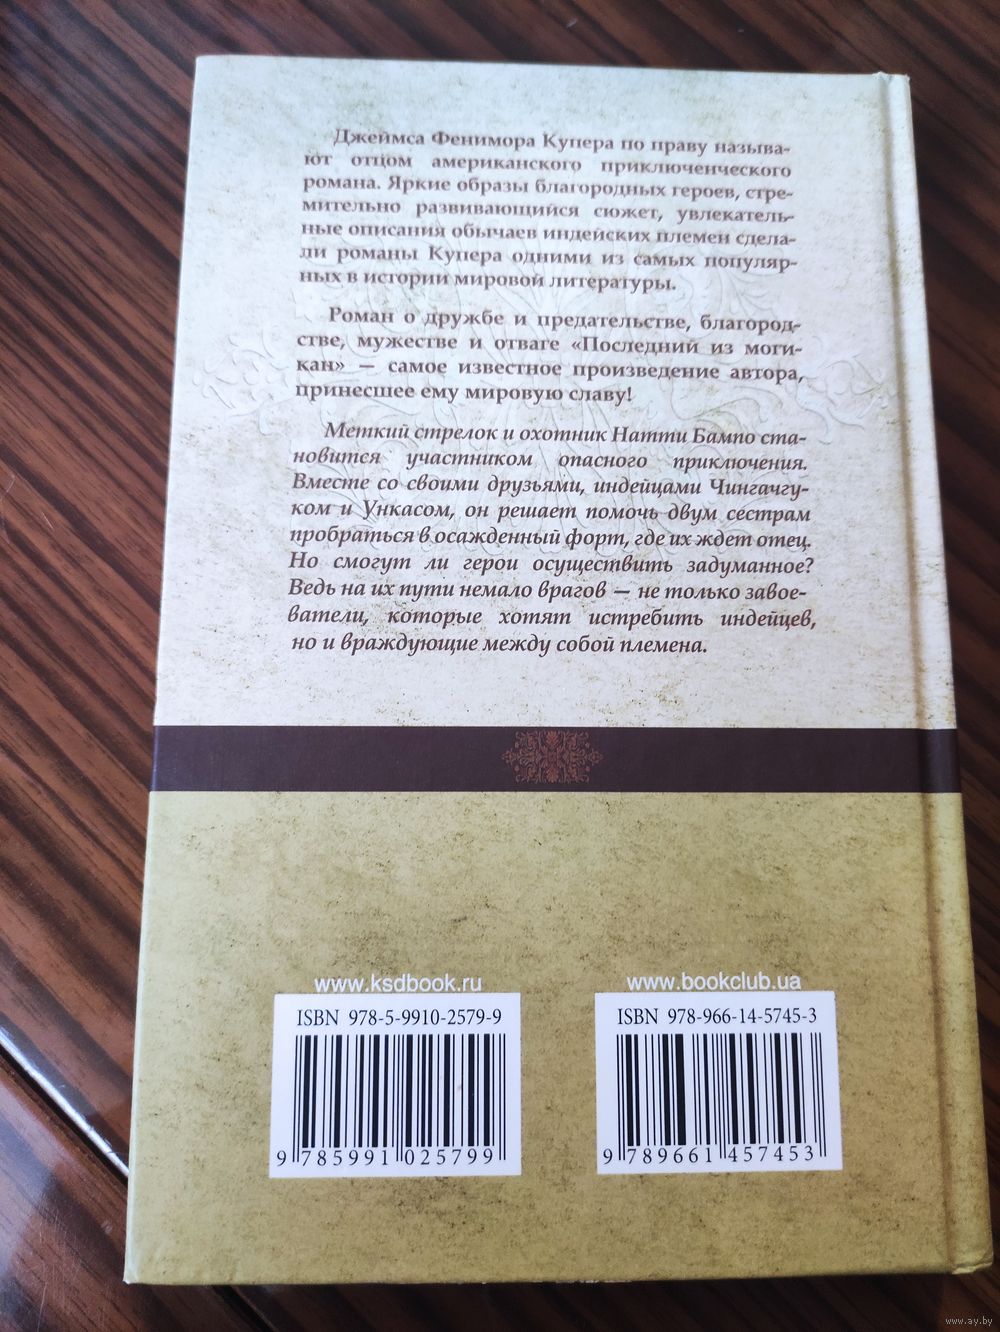 Джеймса Фенимора Купера по праву называ-
ют отцом американского приключенческого
романа. Яркие образы благородных героев, стре-
мительно развивающийся сюжет, увлекатель-
ные описания обычаев индейских племен сдела-
ли романы Купера одними из самых популяр-
ных в истории мировой литературы.
Роман о дружбе и предательстве, благород-
стве, мужестве и отваге «Последний из моги-
кан» — самое известное произведение автора,
принесшее ему мировую славу!
Меткий стрелок и охотник Натти Бампо ста-
новится участником опасного приключения.
Вместе со своими друзьями, индейцами Чингачгу-
ком и Ункасом, он решает помочь двум сестрам
пробраться в осажденный форт, где их ждет отец.
Но смогут ли герои осуществить задуманное?
Ведь на их пути немало врагов — не только завое-
ватели, которые хотят истребить индейцев,
но и враждующие между собой племена.
www.ksdbook.ru
ISBN 978-5-9910-2579-9
9 785991 025799
www.bookclub.ua
ISBN 978-966-14-5745-3
9 789661 457453
www.ay.by